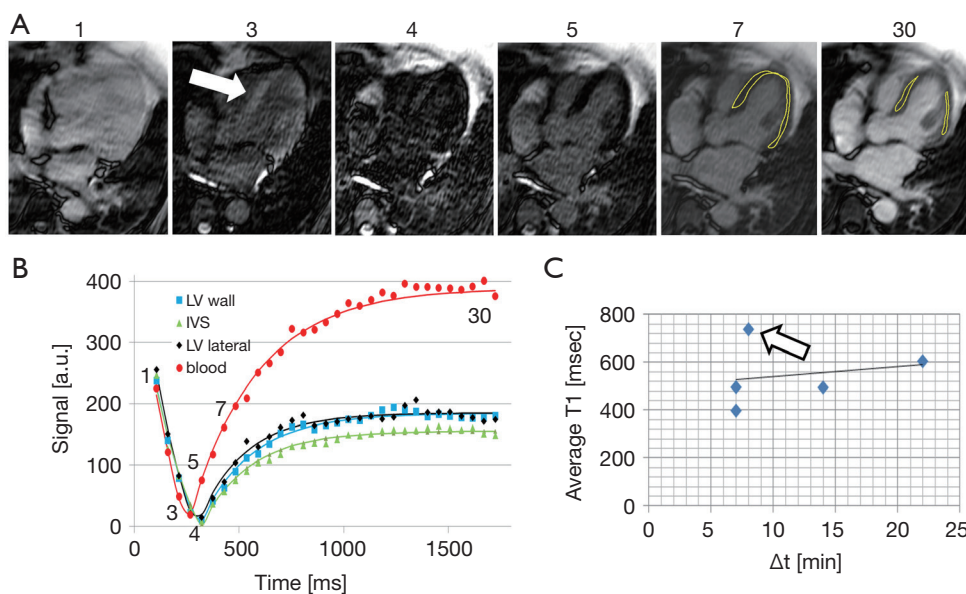 A
1 3 4 5 7 30
B
Signal [a.u.]
400
300
200
100
0
LV wall
IVS
LV lateral
blood
1
3
4
5
7
30
0 500 1000 1500
Time [ms]
C
Average T1 [msec]
800
600
400
200
0
0 5 10 15 20 25
Δt [min]